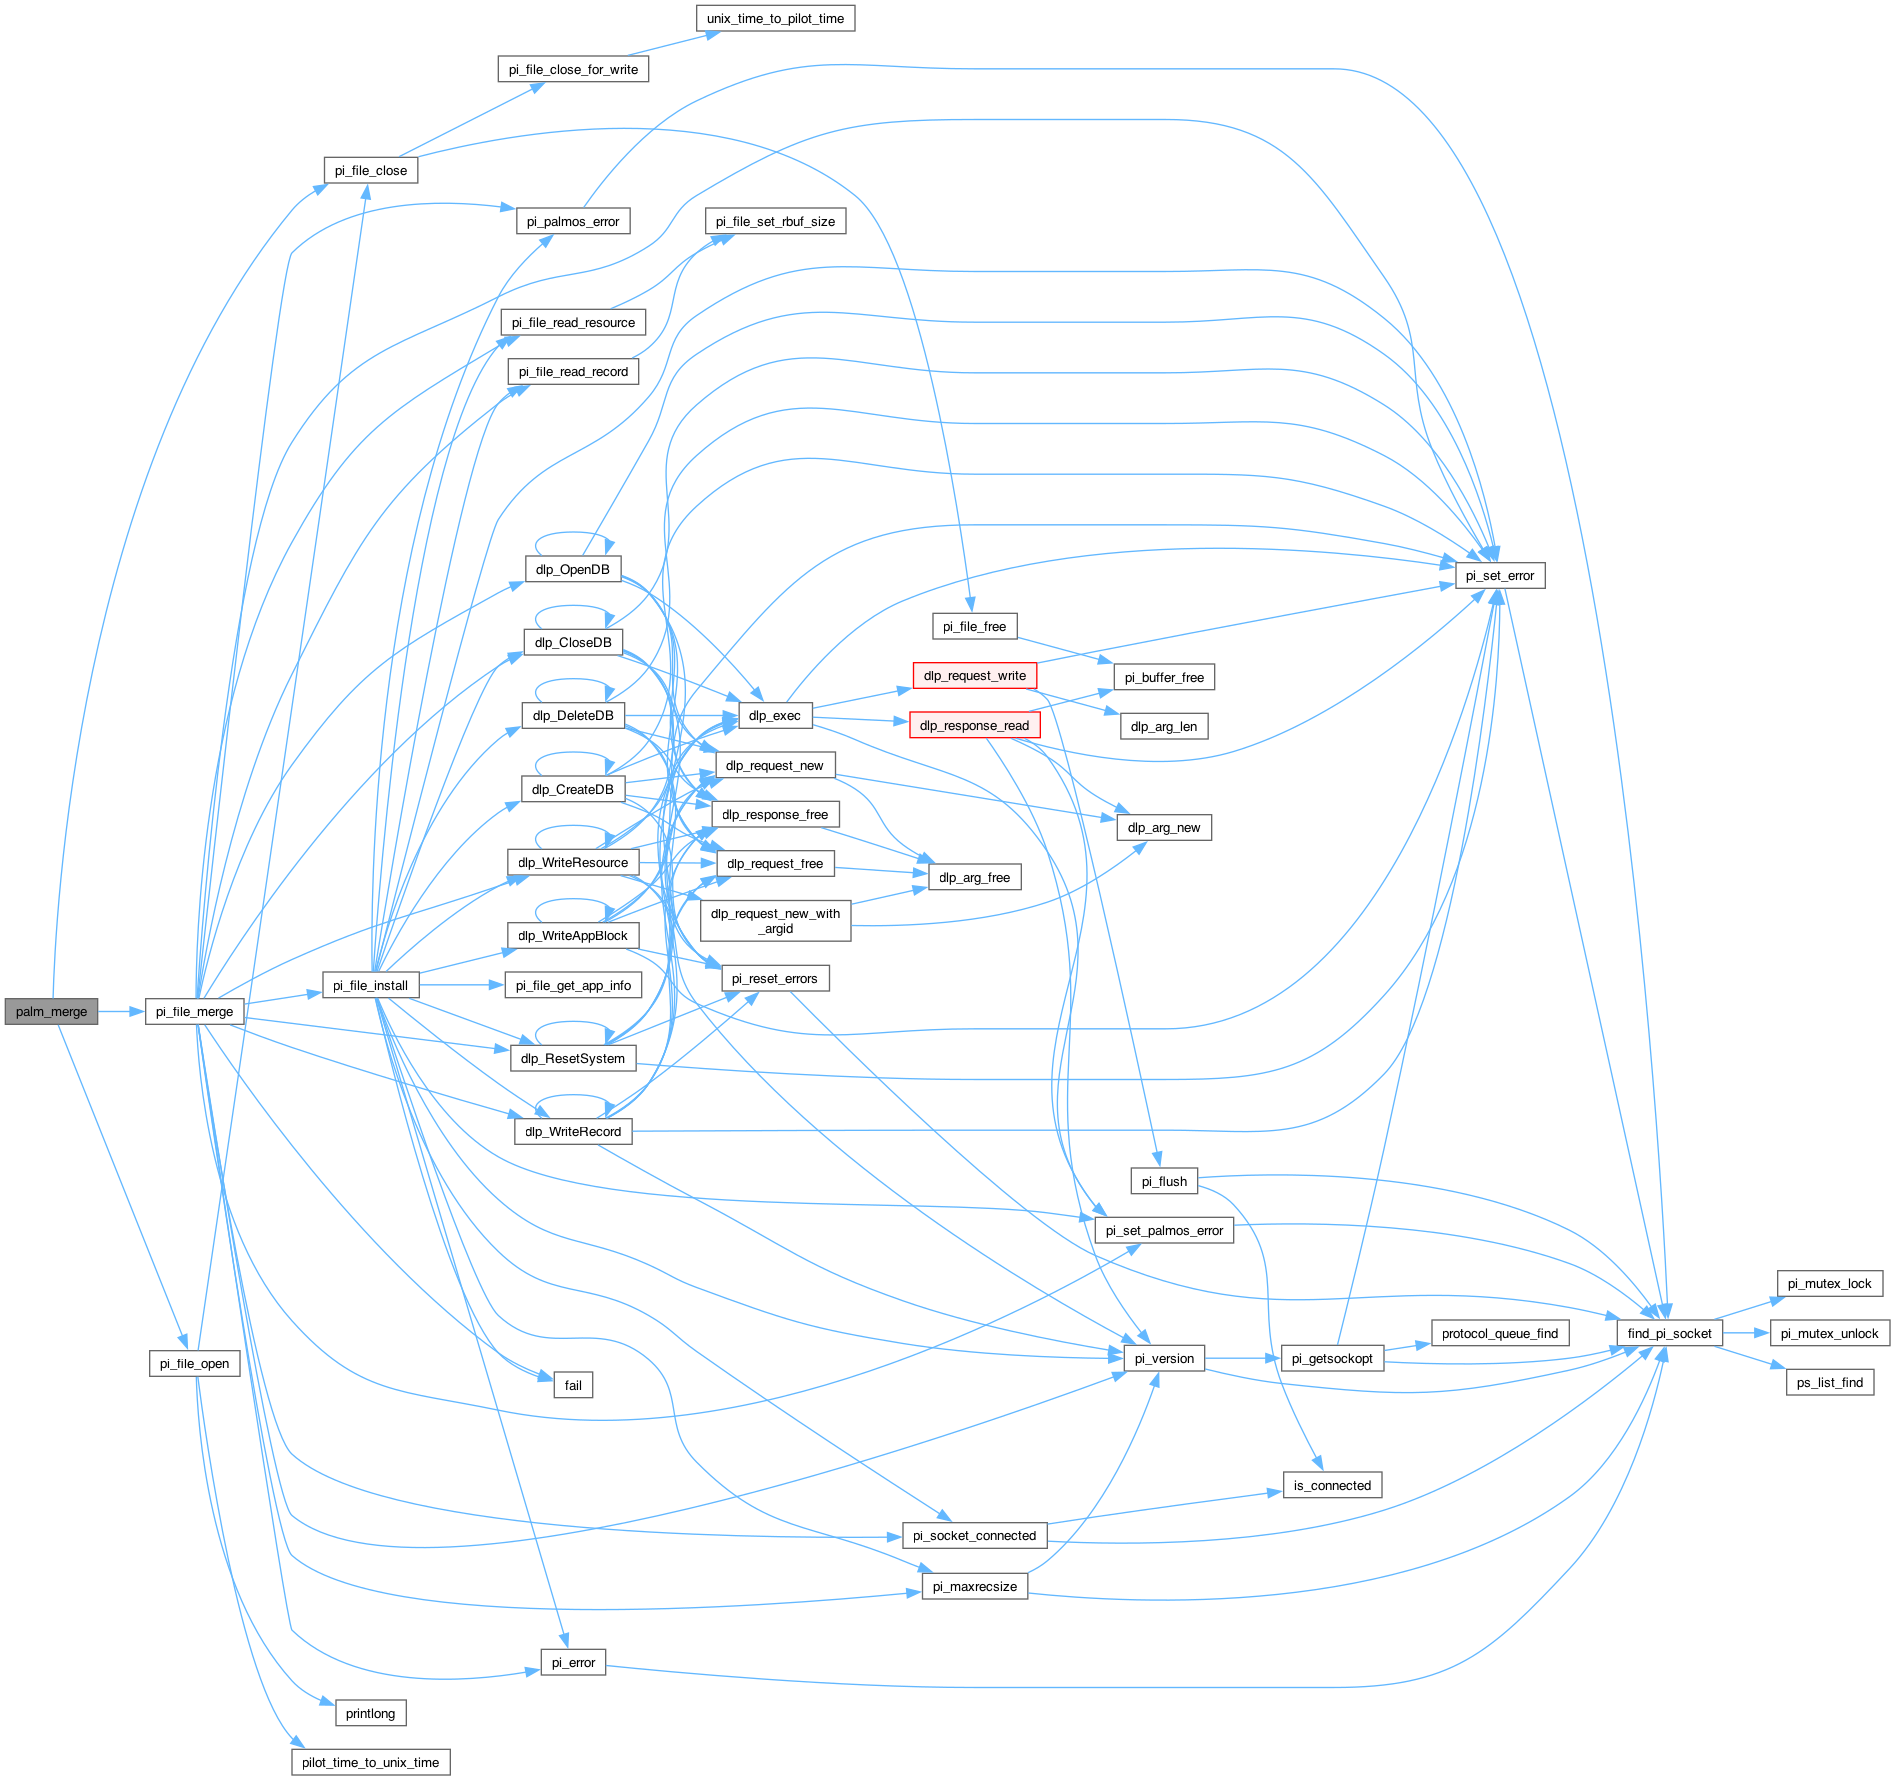 unix_time_to_pilot_time
pi_file_close_for_write
pi_file_close
pi_palmos_error
pi_file_set_rbuf_size
pi_file_read_resource
pi_file_read_record
dlp_OpenDB
pi_set_error
pi_file_free
dlp_CloseDB
dlp_request_write
pi_buffer_free
dlp_DeleteDB
dlp_exec
dlp_response_read
dlp_arg_len
dlp_request_new
dlp_CreateDB
dlp_response_free
dlp_arg_new
dlp_WriteResource
dlp_request_free
dlp_arg_free
dlp_request_new_with
_argid
dlp_WriteAppBlock
pi_reset_errors
pi_file_install
pi_file_get_app_info
palm_merge
pi_file_merge
dlp_ResetSystem
dlp_WriteRecord
pi_flush
pi_set_palmos_error
pi_mutex_lock
protocol_queue_find
find_pi_socket
pi_mutex_unlock
pi_file_open
pi_version
pi_getsockopt
fail
ps_list_find
is_connected
pi_socket_connected
pi_maxrecsize
pi_error
printlong
pilot_time_to_unix_time